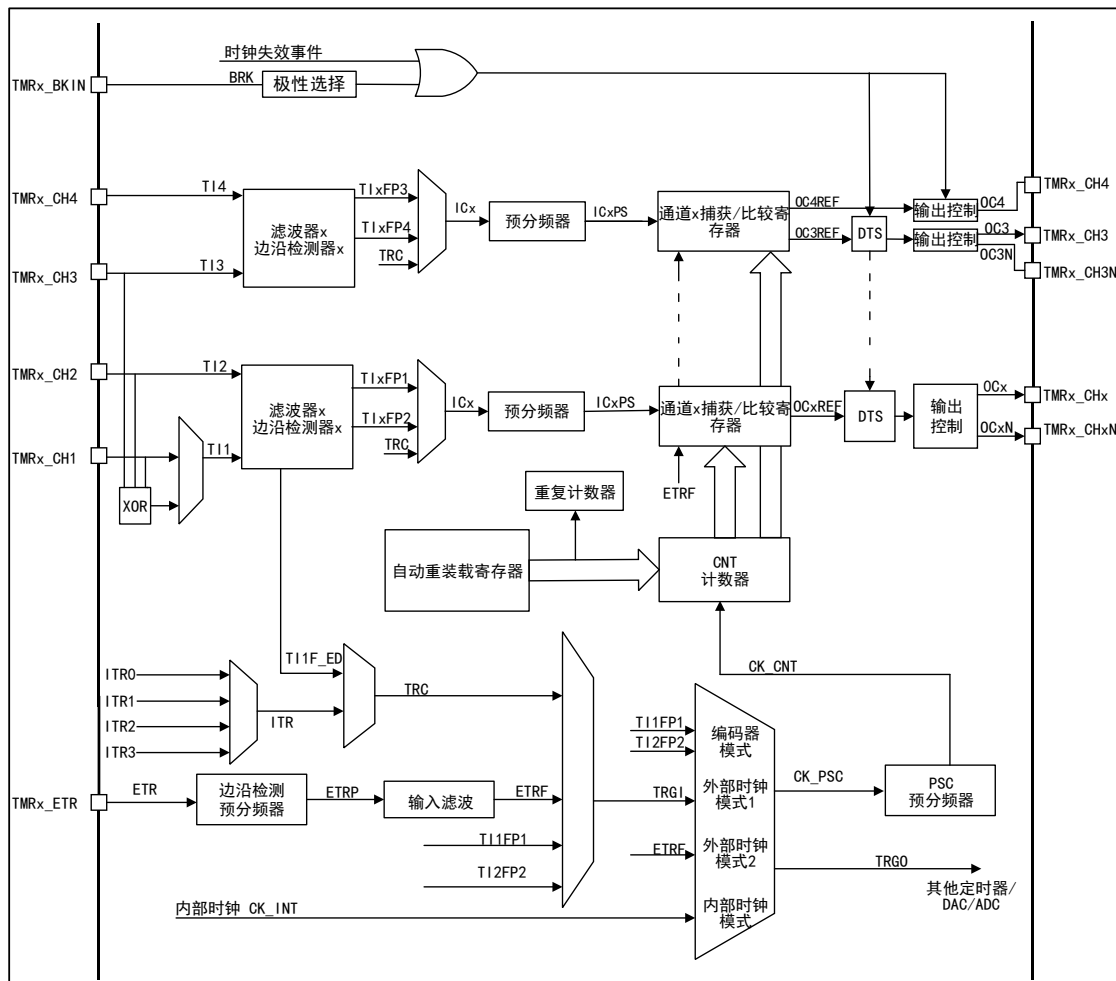 时钟失效事件
TMRx_BKIN
BRK
极性选择
TMRx_CH4
TI4
TIxFP3
滤波器x
边沿检测器x
TIxFP4
TRC
ICx
预分频器
ICxPS
通道x捕获/比较寄
存器
OC4REF
OC3REF
DTS
输出控制
OC4
TMRx_CH4
输出控制
OC3
TMRx_CH3
OC3N
TMRx_CH3N
TMRx_CH3
TI3
TMRx_CH2
TI2
TIxFP1
滤波器x
边沿检测器x
TIxFP2
TRC
ICx
预分频器
ICxPS
通道x捕获/比较寄
存器
OCxREF
DTS
输出
控制
OCx
TMRx_CHx
OCxN
TMRx_CHxN
TMRx_CH1
TI1
XOR
ETRF
重复计数器
自动重装载寄存器
CNT
计数器
TI1F_ED
CK_CNT
ITR0
ITR1
ITR2
ITR3
ITR
TRC
TI1FP1
TI2FP2
编码器
模式
TMRx_ETR
ETR
边沿检测
预分频器
ETRP
输入滤波
ETRF
TRGI
外部时钟
模式1
CK_PSC
PSC
预分频器
TI1FP1
TI2FP2
ETRF
外部时钟
模式2
TRGO
其他定时器/
DAC/ADC
内部时钟 CK_INT
内部时钟
模式